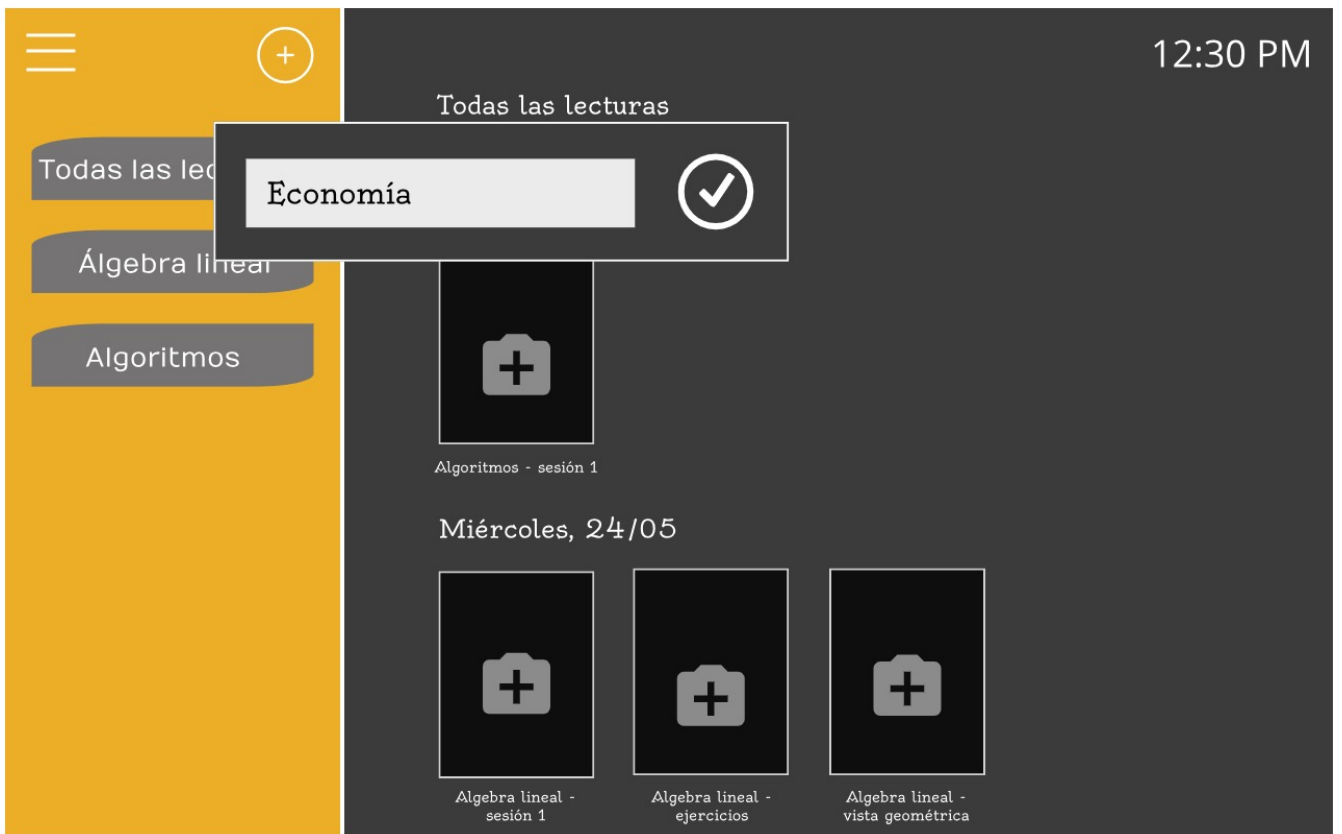 12:30 PM
Todas las lecturas
Todas las
Economía
Álgebra lineal
Algoritmos
Algoritmos - sesión 1
Miércoles, 24/05
Algebra lineal -
sesión 1
Algebra lineal -
ejercicios
Algebra lineal -
vista geométrica